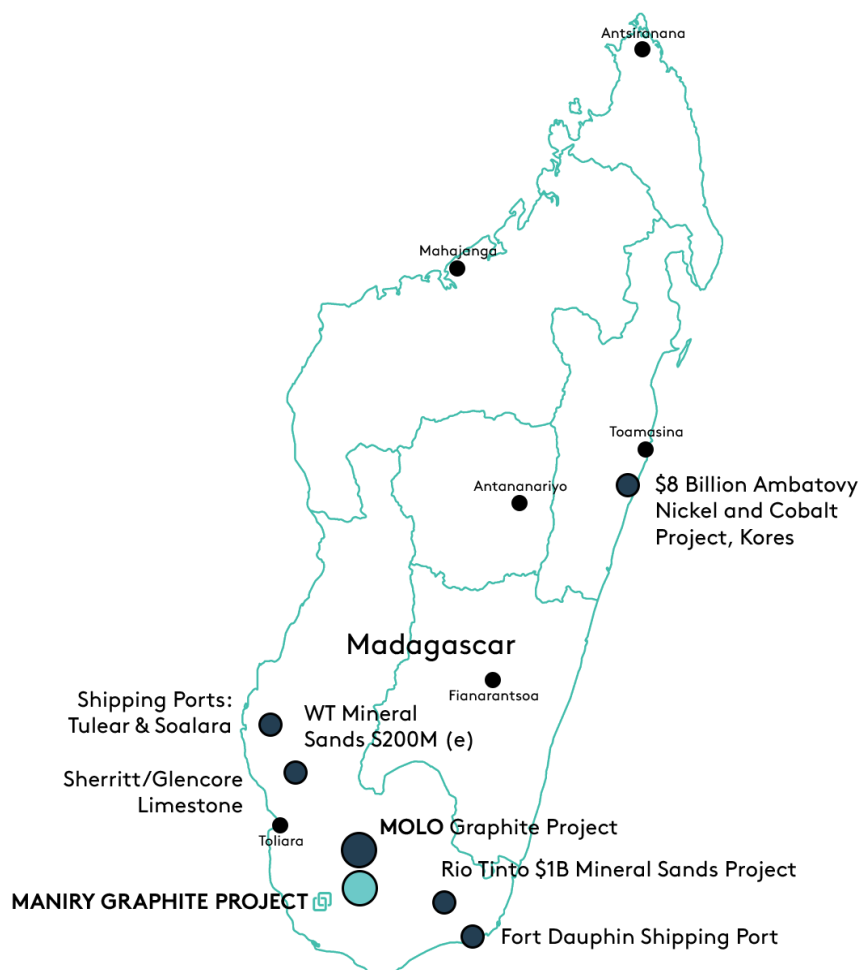 Antsiranana
Mahajanga
Toamasina
Antananariyo
$8 Billion Ambatovy
Nickel and Cobalt
Project, Kores
Madagascar
Fianarantsoa
Shipping Ports:
Tulear & Soalara
WT Mineral
Sands S200M (e)
Sherritt/Glencore
Limestone
Toliara
MOLO Graphite Project
Rio Tinto $1B Mineral Sands Project
MANIRY GRAPHITE PROJECT
Fort Dauphin Shipping Port